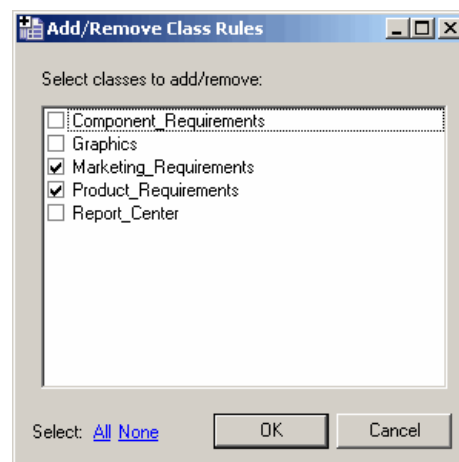 Add/Remove Class Rules
Select classes to add/remove:
Component_Requirements
Graphics
Marketing_Requirements
Product_Requirements
Report_Center
Select: All None OK Cancel